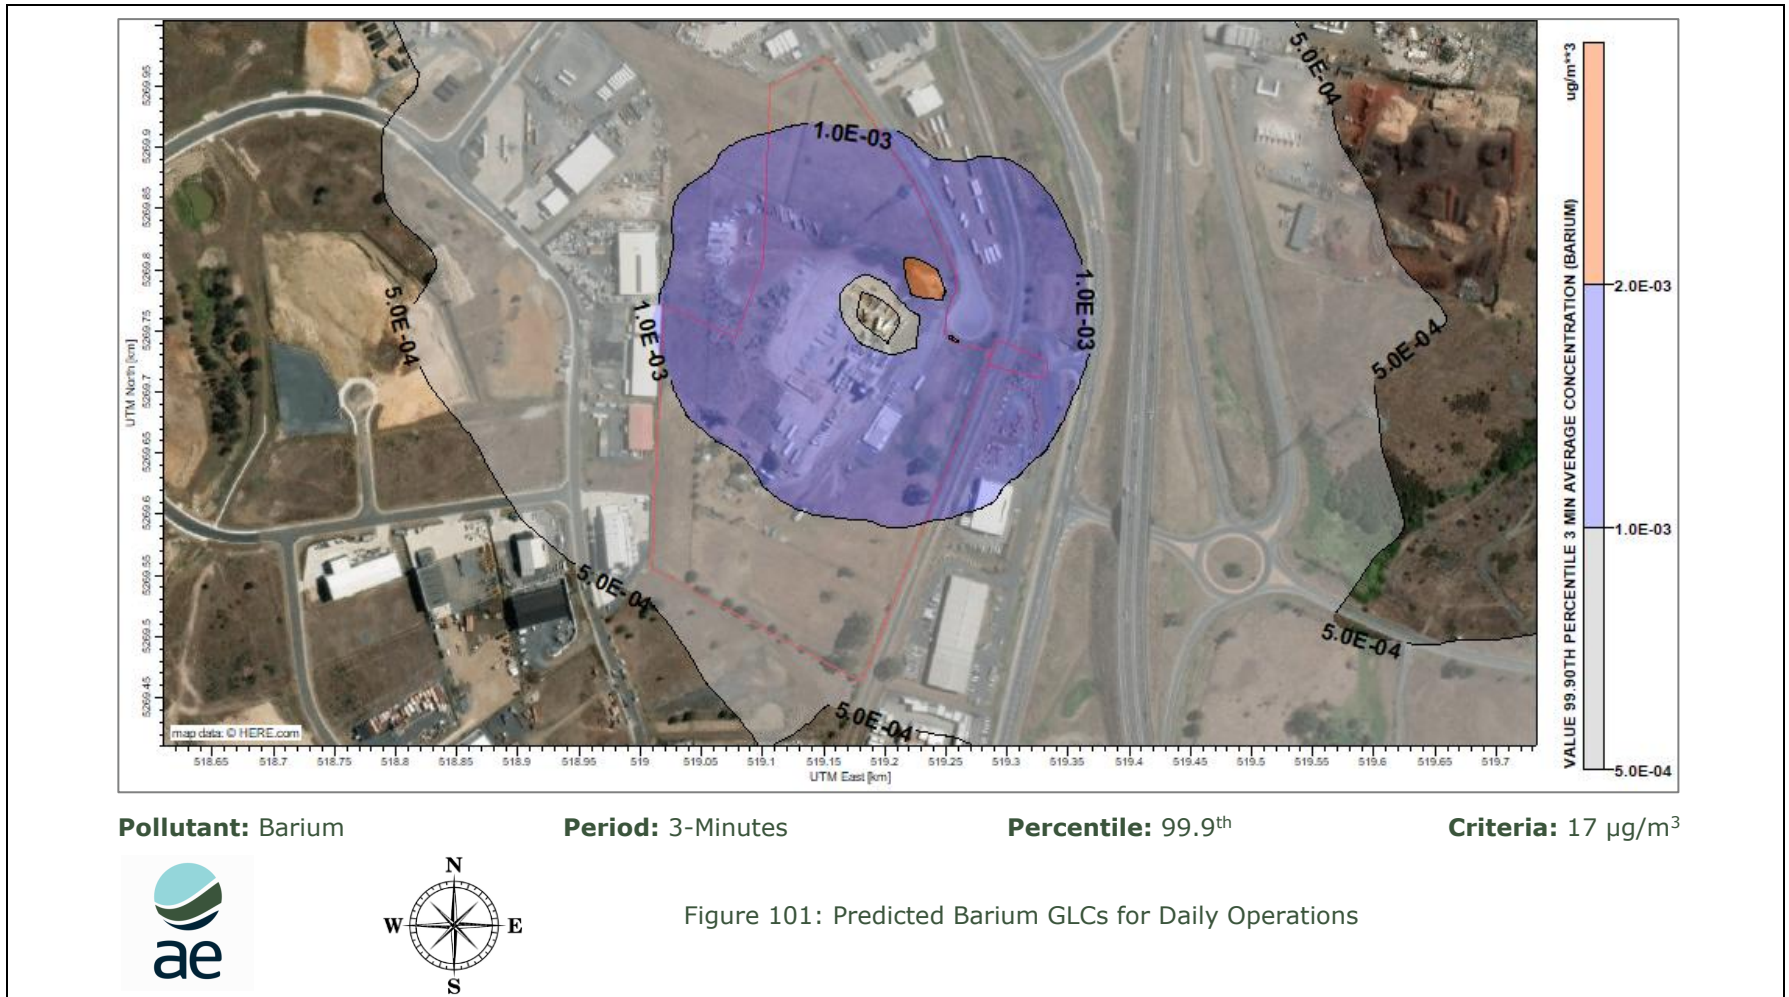 5.0E-04
1.0E-03
5.0E-04
1.0E-03
1.0E-03
5.0E-04
5.0E-04
5.0E-04
5.0E-04
map data: © HERE.com
UTM North [km]
5269.95
5269.9
5269.85
5269.8
5269.75
5269.7
5269.65
5269.6
5269.55
5269.5
5269.45
518.65 518.7 518.75 518.8 518.85 518.9 518.95 519 519.05 519.1 519.15 519.2 519.25 519.3 519.35 519.4 519.45 519.5 519.55 519.6 519.65 519.7
UTM East [km]
VALUE 99.90TH PERCENTILE 3 MIN AVERAGE CONCENTRATION (BARIUM) ug/m**3
2.0E-03
1.0E-03
5.0E-04
Pollutant: Barium Period: 3-Minutes Percentile: 99.9th Criteria: 17 µg/m3
ae
N
W E
S
Figure 101: Predicted Barium GLCs for Daily Operations